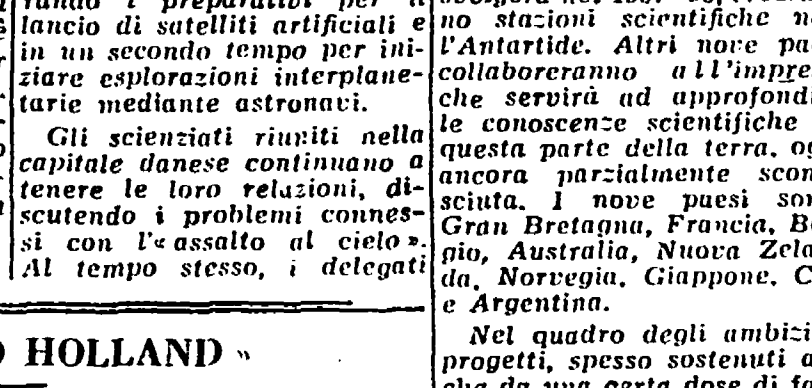 lancio di satelliti artificiali e
in un secondo tempo per ini-
ziare esplorazioni interplane-
tarie mediante astronavi.
Gli scienziati riuniti nella
capitale danese continuano a
tenere le loro relazioni, di-
scutendo i problemi connes-
si con l'« assalto al cielo ».
Al tempo stesso, i delegati
HOLLAND »
no stazioni scientifiche
l'Antartide. Altri nove pa
collaboreranno all'impre
che servirà ad approfondi
le conoscenze scientifiche
questa parte della terra, og
ancora parzialmente scon
sciuta. I nove paesi son
Gran Bretagna, Francia, Be
gio, Australia, Nuova Zela
da, Norvegia, Giappone, C
e Argentina.
Nel quadro degli ambizi
progetti, spesso sostenuti a